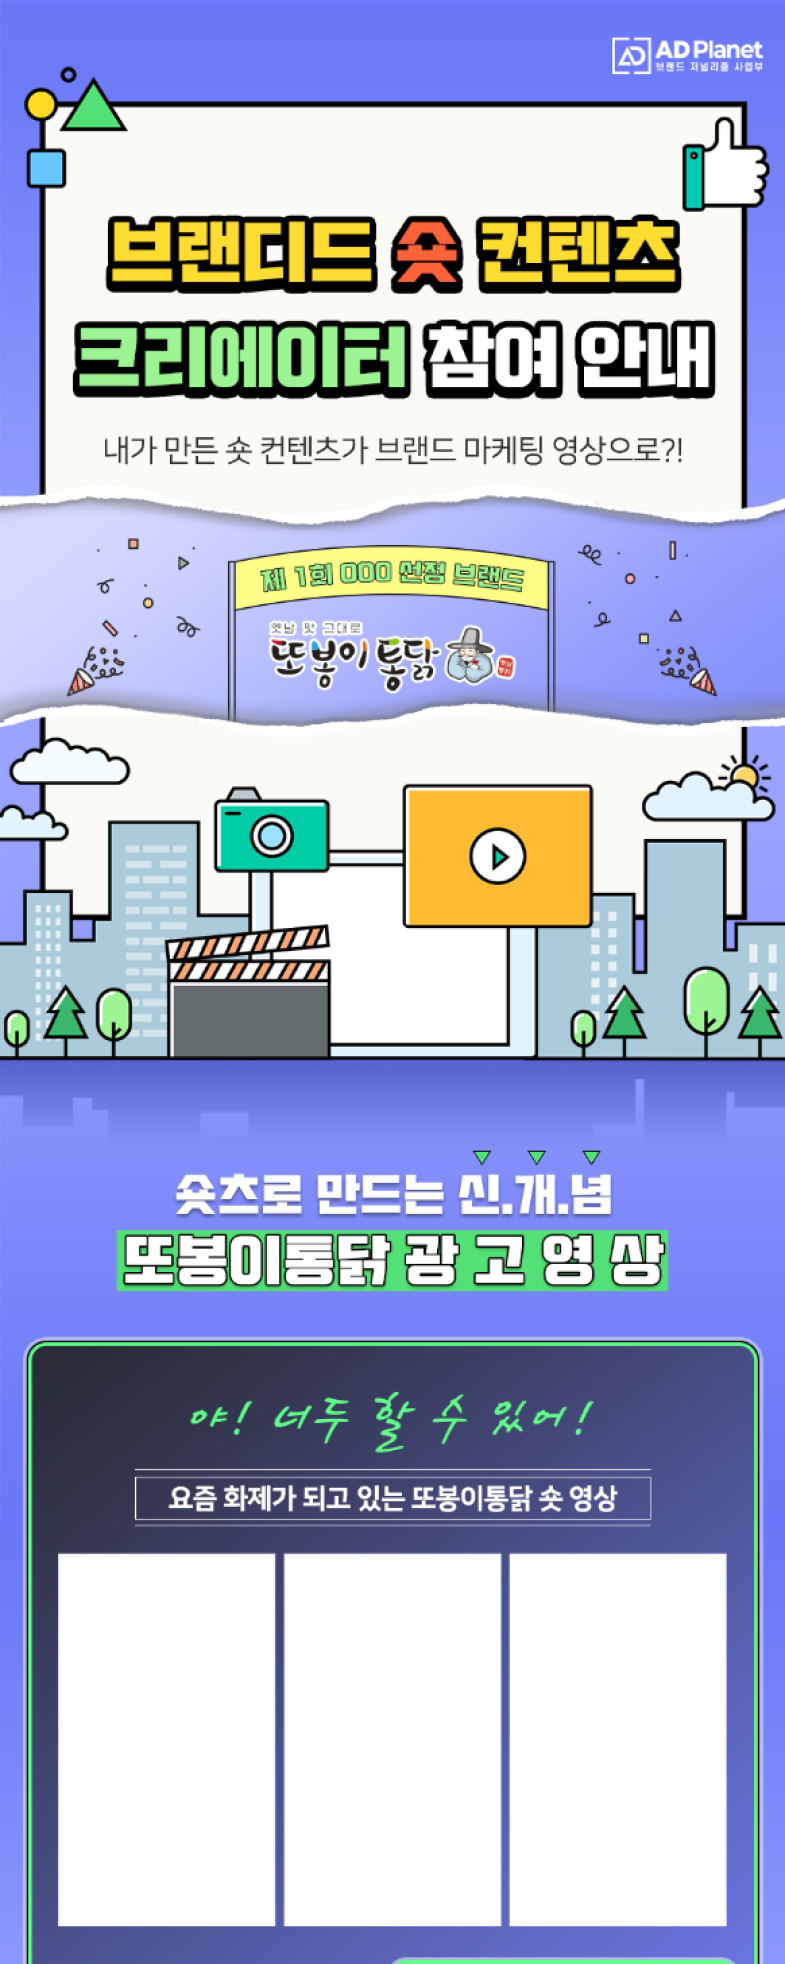 AD Planet
브랜드 저널리즘 사업부
브랜디드 숏 컨텐츠
크리에이터 참여 안내
내가 만든 숏 컨텐츠가 브랜드 마케팅 영상으로?!
제 1회 000 선정 브랜드
옛날 맛 그대로
또봉이통닭
숏츠로 만드는 신.개.념
또봉이통닭 광고영상
야! 너두 할 수 있어!
요즘 화제가 되고 있는 또봉이통닭 숏 영상